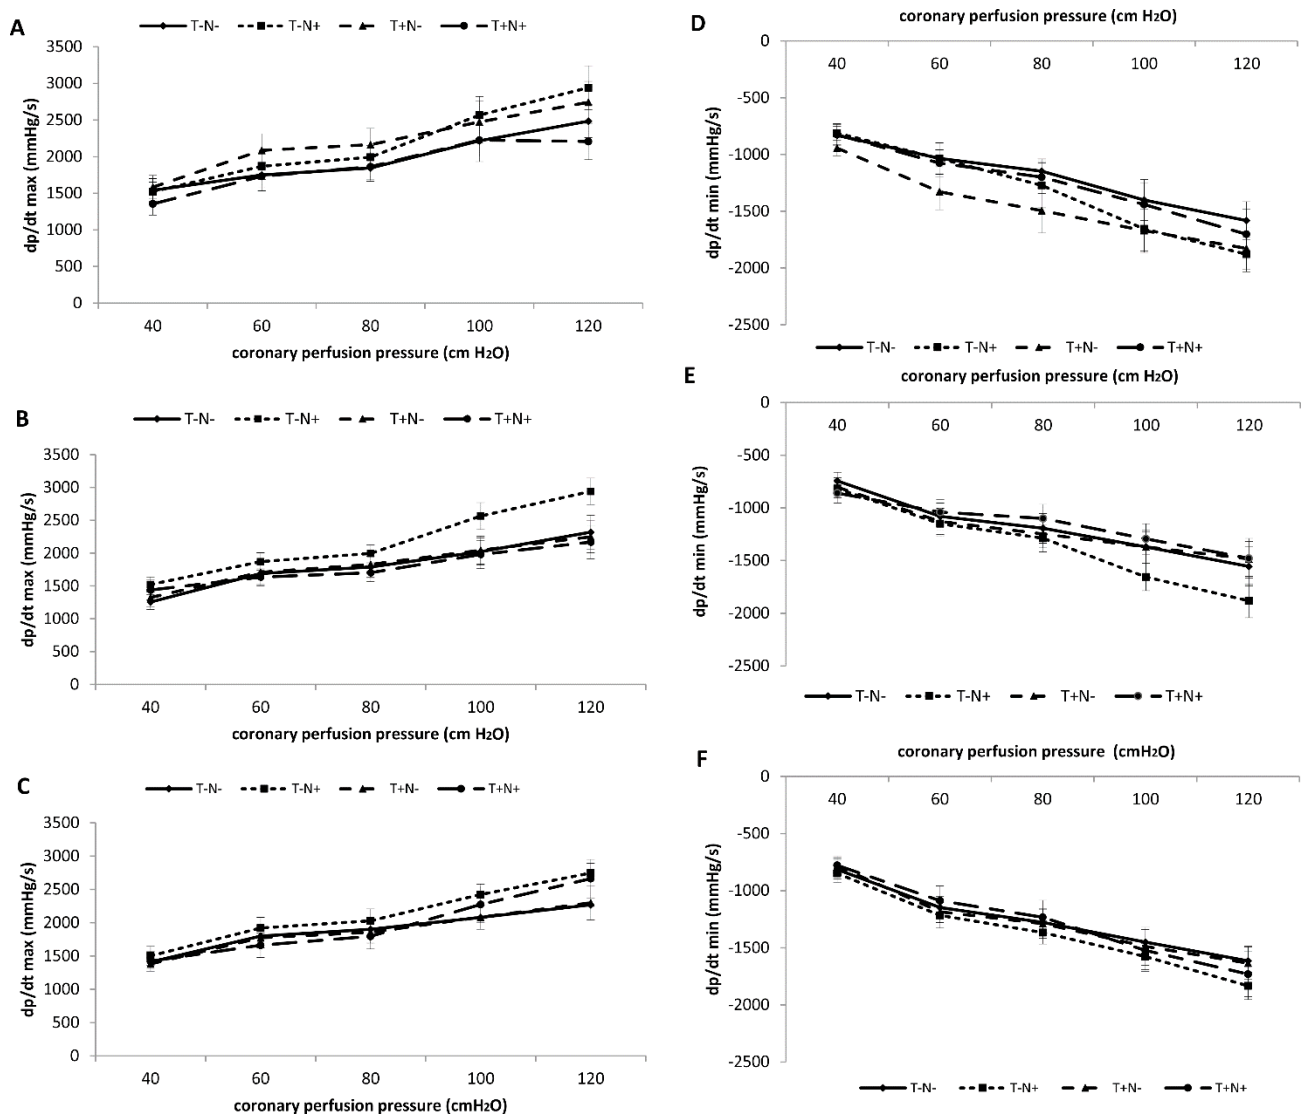 A
T-N- T-N+ T+N- T+N+
3500
3000
2500
2000
1500
1000
500
0
dp/dt max (mmHg/s)
40 60 80 100 120
coronary perfusion pressure (cm H₂O)
B
T-N- T-N+ T+N- T+N+
3500
3000
2500
2000
1500
1000
500
0
dp/dt max (mmHg/s)
40 60 80 100 120
coronary perfusion pressure (cm H₂O)
C
T-N- T-N+ T+N- T+N+
3500
3000
2500
2000
1500
1000
500
0
dp/dt max (mmHg/s)
40 60 80 100 120
coronary perfusion pressure (cmH₂O)
D
coronary perfusion pressure (cm H₂O)
0
40 60 80 100 120
-500
-1000
-1500
-2000
-2500
dp/dt min (mmHg/s)
T-N- T-N+ T+N- T+N+
E
coronary perfusion pressure (cm H₂O)
0
40 60 80 100 120
-500
-1000
-1500
-2000
-2500
dp/dt min (mmHg/s)
T-N- T-N+ T+N- T+N+
F
coronary perfusion pressure (cmH₂O)
0
40 60 80 100 120
-500
-1000
-1500
-2000
-2500
dp/dt min (mmHg/s)
T-N- T-N+ T+N- T+N+